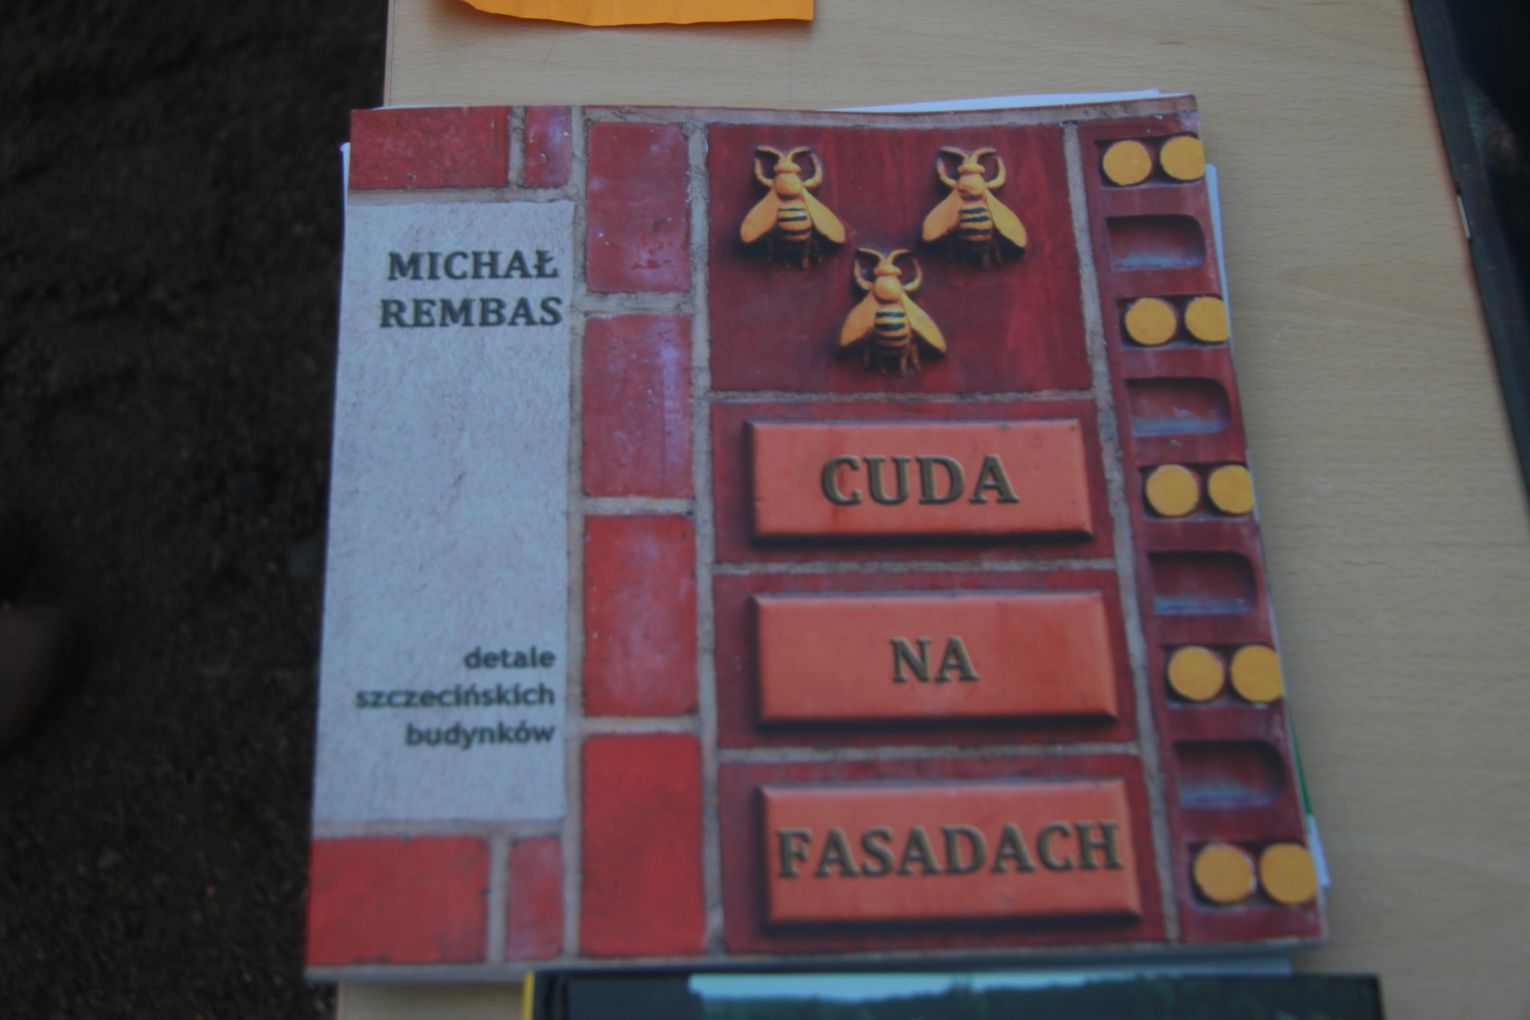 MICHAŁ
REMBAS
detale
szczecińskich
budynków
CUDA
NA
FASADACH